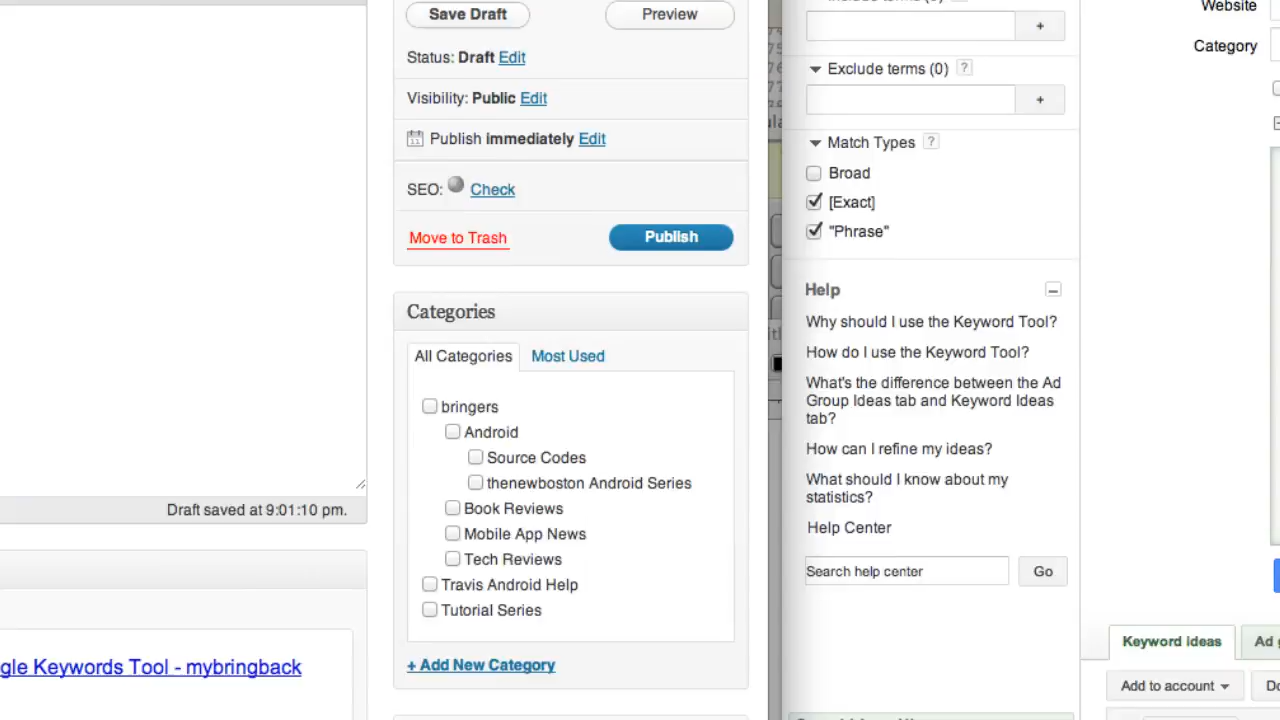 Save Draft
Preview
Status: Draft Edit
Visibility: Public Edit
Publish immediately Edit
SEO: Check
Move to Trash
Publish
Categories
All Categories
Most Used
bringers
Android
Source Codes
thenewboston Android Series
Book Reviews
Mobile App News
Tech Reviews
Travis Android Help
Tutorial Series
+ Add New Category
Draft saved at 9:01:10 pm.
gle Keywords Tool - mybringback
+
Exclude terms (0) ?
+
Match Types ?
Broad
[Exact]
"Phrase"
Help
Why should I use the Keyword Tool?
How do I use the Keyword Tool?
What's the difference between the Ad
Group Ideas tab and Keyword Ideas
tab?
How can I refine my ideas?
What should I know about my
statistics?
Help Center
Search help center
Go
Website
Category
Keyword ideas
Ad
Add to account
Do